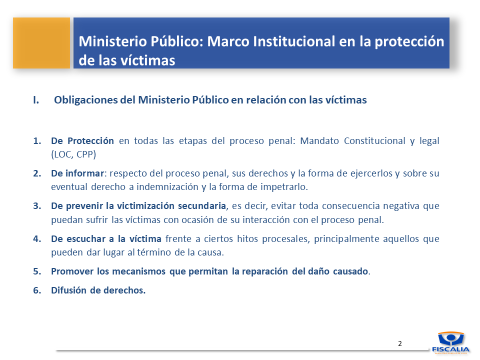 Ministerio Público: Marco Institucional en la protección
de las víctimas
I. Obligaciones del Ministerio Público en relación con las víctimas
1. De Protección en todas las etapas del proceso penal: Mandato Constitucional y legal
(LOC, CPP)
2. De informar: respecto del proceso penal, sus derechos y la forma de ejercerlos y sobre su
eventual derecho a indemnización y la forma de impetrarlo.
3. De prevenir la victimización secundaria, es decir, evitar toda consecuencia negativa que
puedan sufrir las víctimas con ocasión de su interacción con el proceso penal.
4. De escuchar a la víctima frente a ciertos hitos procesales, principalmente aquellos que
pueden dar lugar al término de la causa.
5. Promover los mecanismos que permitan la reparación del daño causado.
6. Difusión de derechos.
2
FISCALIA